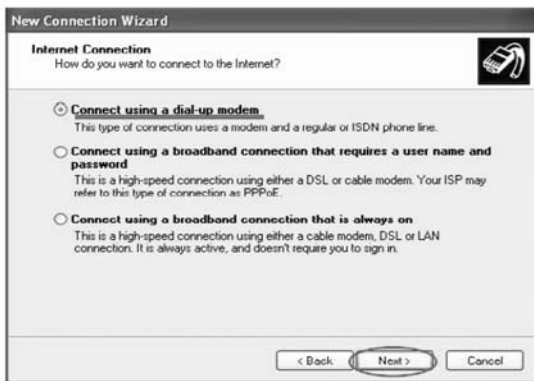 New Connection Wizard
Internet Connection
How do you want to connect to the Internet?
Connect using a dial-up modem
This type of connection uses a modem and a regular or ISDN phone line.
Connect using a broadband connection that requires a user name and
password
This is a high-speed connection using either a DSL or cable modem. Your ISP may
refer to this type of connection as PPPoE.
Connect using a broadband connection that is always on
This is a high-speed connection using either a cable modem, DSL or LAN
connection. It is always active, and doesn't require you to sign in.
< Back
Next >
Cancel